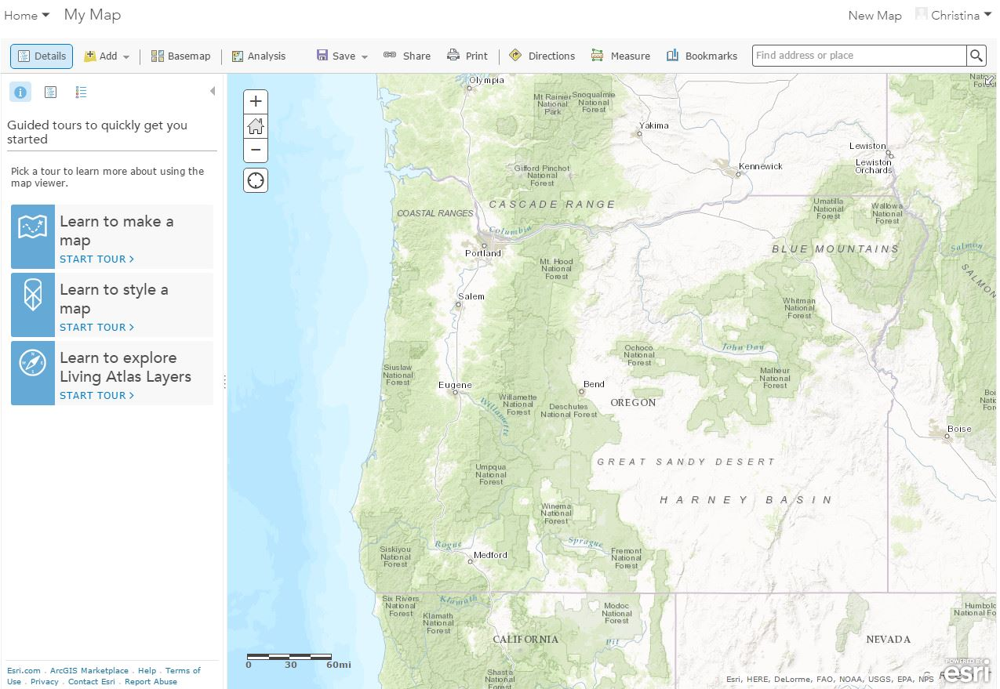 Home My Map New Map Christina
Details Add Basemap Analysis Save Share Print Directions Measure Bookmarks Find address or place
Guided tours to quickly get you
started
Pick a tour to learn more about using the
map viewer.
Learn to make a
map
START TOUR >
Learn to style a
map
START TOUR >
Learn to explore
Living Atlas Layers
START TOUR >
Esri.com . ArcGIS Marketplace . Help . Terms of
Use . Privacy . Contact Esri . Report Abuse
+
−
Olympia
Mt Rainier
National
Park
Snoqualmie
National
Forest
Yakima
Lewiston
Lewiston
Orchards
Kennewick
Gifford Pinchot
National
Forest
CASCADE RANGE
COASTAL RANGES
Umatilla
National
Forest
Wallowa
National
Forest
Columbia
Portland
BLUE MOUNTAINS
Salmon
SALMON
Mt. Hood
National
Forest
Salem
Whitman
National
Forest
John Day
Ochoco
National
Forest
Malheur
National
Forest
Siuslaw
National
Forest
Eugene
Bend
Willamette
Willamette
National
Forest
Deschutes
National Forest
OREGON
Boise
GREAT SANDY DESERT
Umpqua
National
Forest
HARNEY BASIN
Winema
National
Forest
Rogue
Sprague
Siskiyou
National
Forest
Medford
Fremont
National
Forest
Six Rivers
National
Forest
Klamath
Klamath
National
Forest
Modoc
National
Forest
CALIFORNIA
Pit
NEVADA
Shasta
National
0 30 60mi
Esri, HERE, DeLorme, FAO, NOAA, USGS, EPA, NPS
POWERED BY
esri